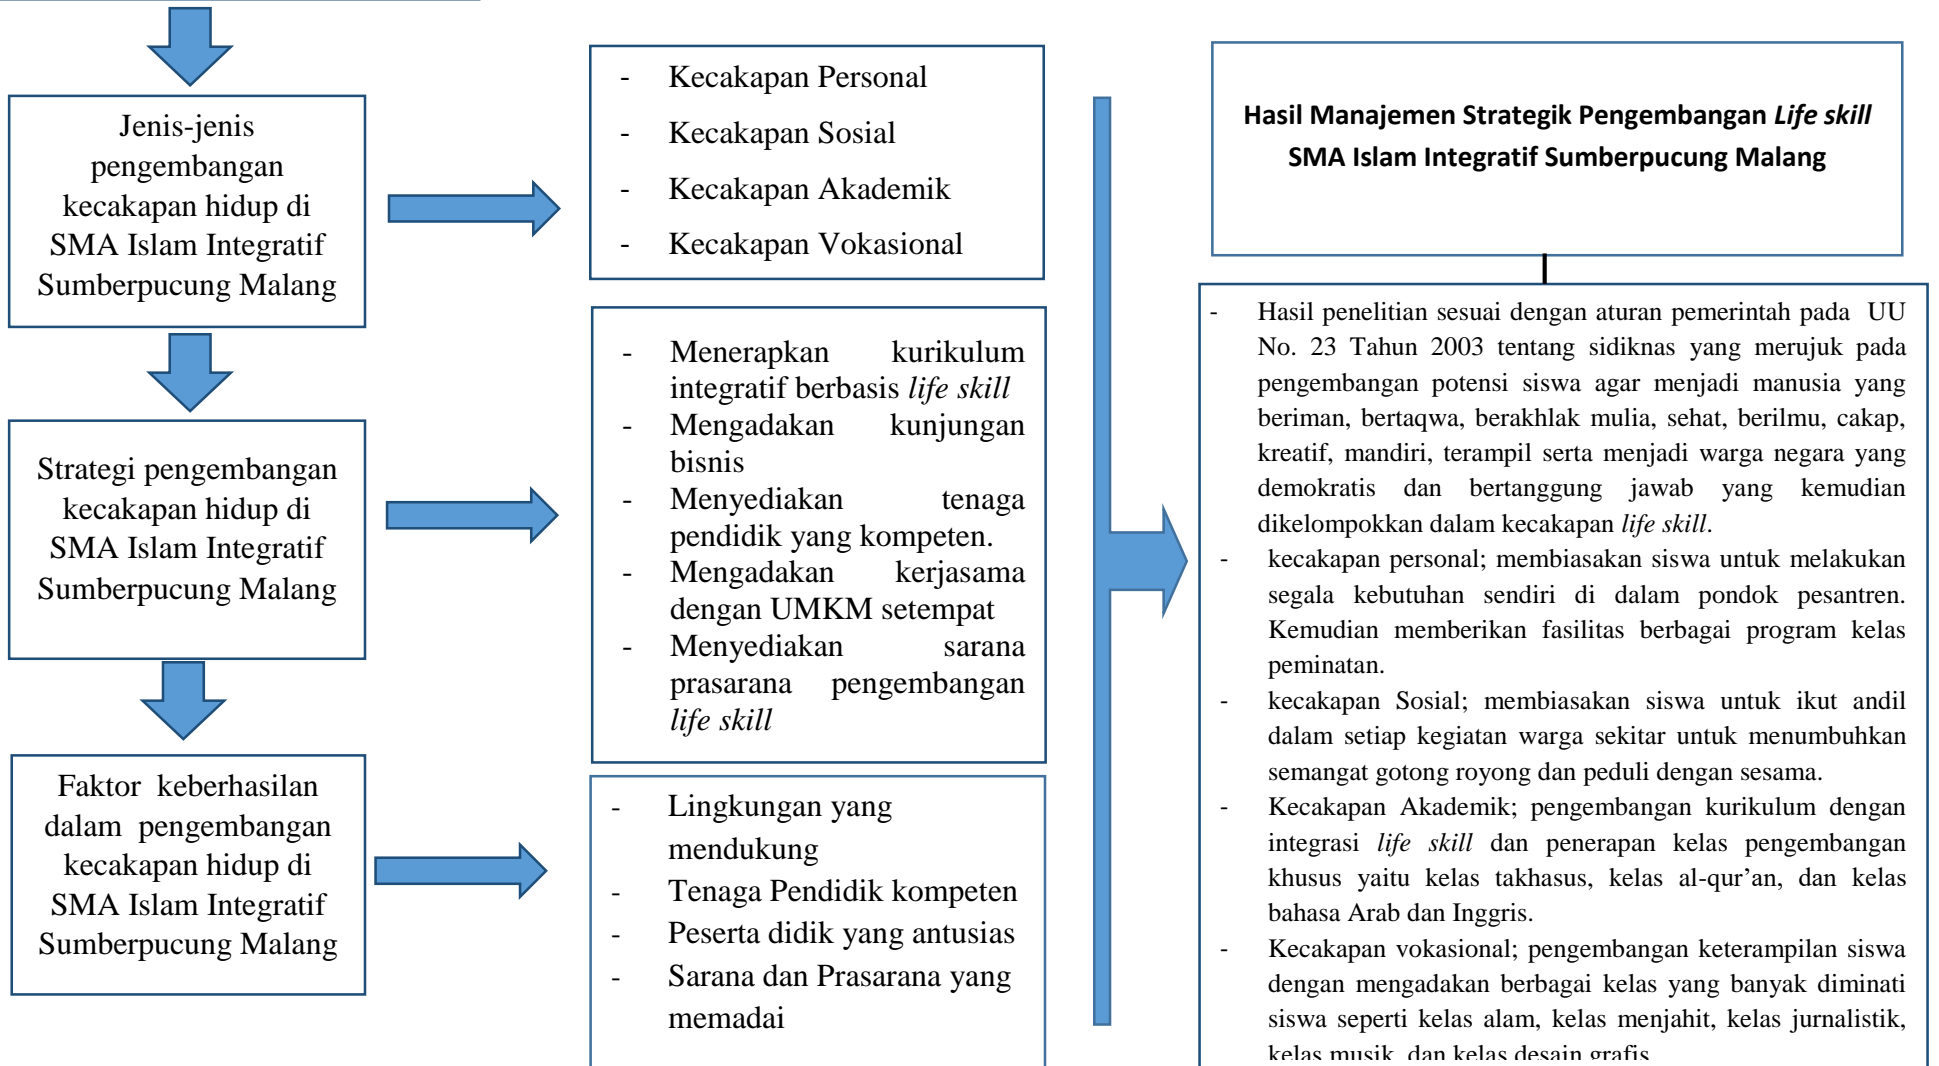 Jenis-jenis
pengembangan
kecakapan hidup di
SMA Islam Integratif
Sumberpucung Malang
- Kecakapan Personal
- Kecakapan Sosial
- Kecakapan Akademik
- Kecakapan Vokasional
Strategi pengembangan
kecakapan hidup di
SMA Islam Integratif
Sumberpucung Malang
- Menerapkan kurikulum
integratif berbasis life skill
- Mengadakan kunjungan
bisnis
- Menyediakan tenaga
pendidik yang kompeten.
- Mengadakan kerjasama
dengan UMKM setempat
- Menyediakan sarana
prasarana pengembangan
life skill
Faktor keberhasilan
dalam pengembangan
kecakapan hidup di
SMA Islam Integratif
Sumberpucung Malang
- Lingkungan yang
mendukung
- Tenaga Pendidik kompeten
- Peserta didik yang antusias
- Sarana dan Prasarana yang
memadai
Hasil Manajemen Strategik Pengembangan Life skill
SMA Islam Integratif Sumberpucung Malang
- Hasil penelitian sesuai dengan aturan pemerintah pada UU
No. 23 Tahun 2003 tentang sidiknas yang merujuk pada
pengembangan potensi siswa agar menjadi manusia yang
beriman, bertaqwa, berakhlak mulia, sehat, berilmu, cakap,
kreatif, mandiri, terampil serta menjadi warga negara yang
demokratis dan bertanggung jawab yang kemudian
dikelompokkan dalam kecakapan life skill.
- kecakapan personal; membiasakan siswa untuk melakukan
segala kebutuhan sendiri di dalam pondok pesantren.
Kemudian memberikan fasilitas berbagai program kelas
peminatan.
- kecakapan Sosial; membiasakan siswa untuk ikut andil
dalam setiap kegiatan warga sekitar untuk menumbuhkan
semangat gotong royong dan peduli dengan sesama.
- Kecakapan Akademik; pengembangan kurikulum dengan
integrasi life skill dan penerapan kelas pengembangan
khusus yaitu kelas takhasus, kelas al-qur’an, dan kelas
bahasa Arab dan Inggris.
- Kecakapan vokasional; pengembangan keterampilan siswa
dengan mengadakan berbagai kelas yang banyak diminati
siswa seperti kelas alam, kelas menjahit, kelas jurnalistik,
kelas musik, dan kelas desain grafis